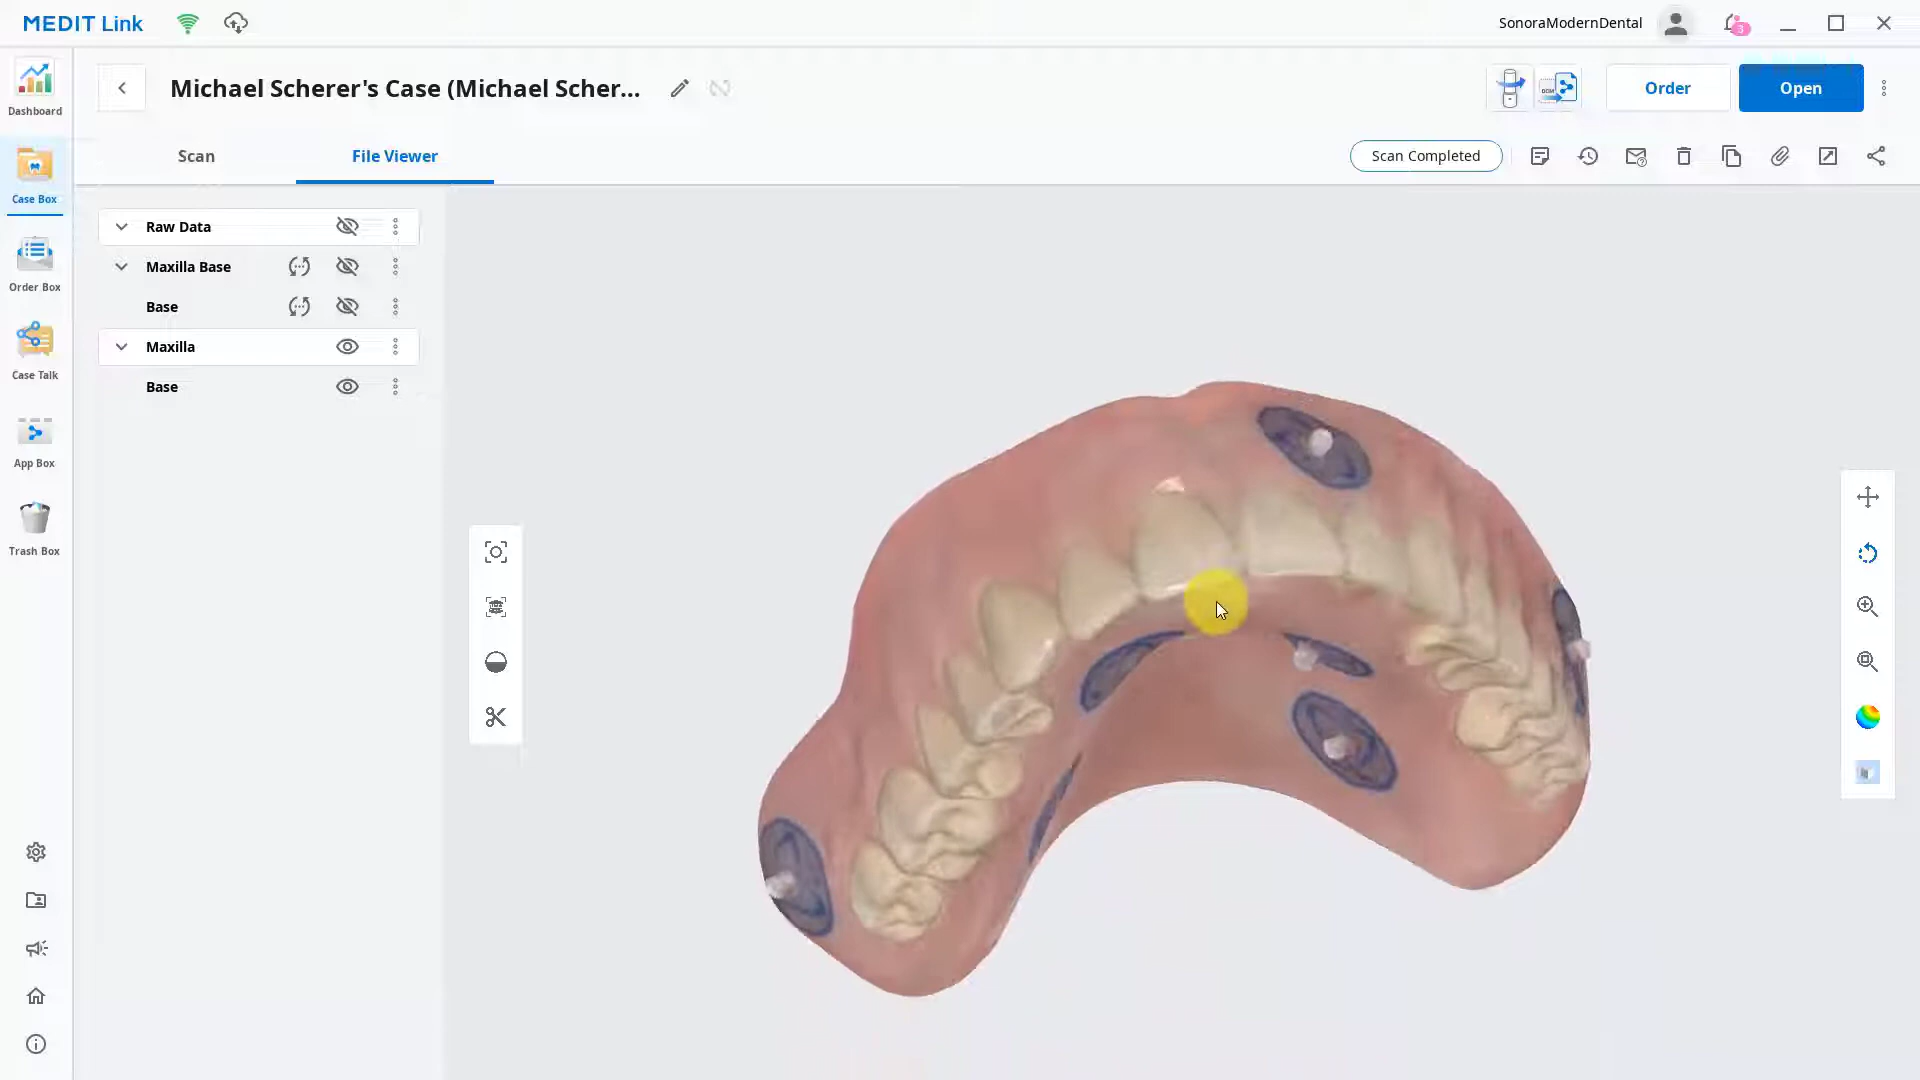 MEDIT Link
SonoraModernDental
3
Dashboard
Michael Scherer's Case (Michael Scher...
Order
Open
Scan
File Viewer
Scan Completed
Case Box
Raw Data
Maxilla Base
Base
Order Box
Maxilla
Base
Case Talk
App Box
Trash Box